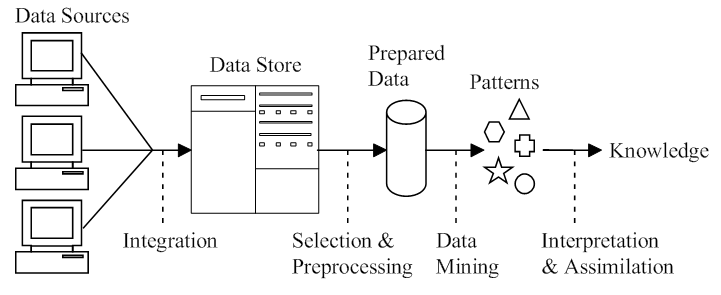 Data Sources
Data Store
Prepared
Data
Patterns
Knowledge
Integration
Selection &
Preprocessing
Data
Mining
Interpretation
& Assimilation